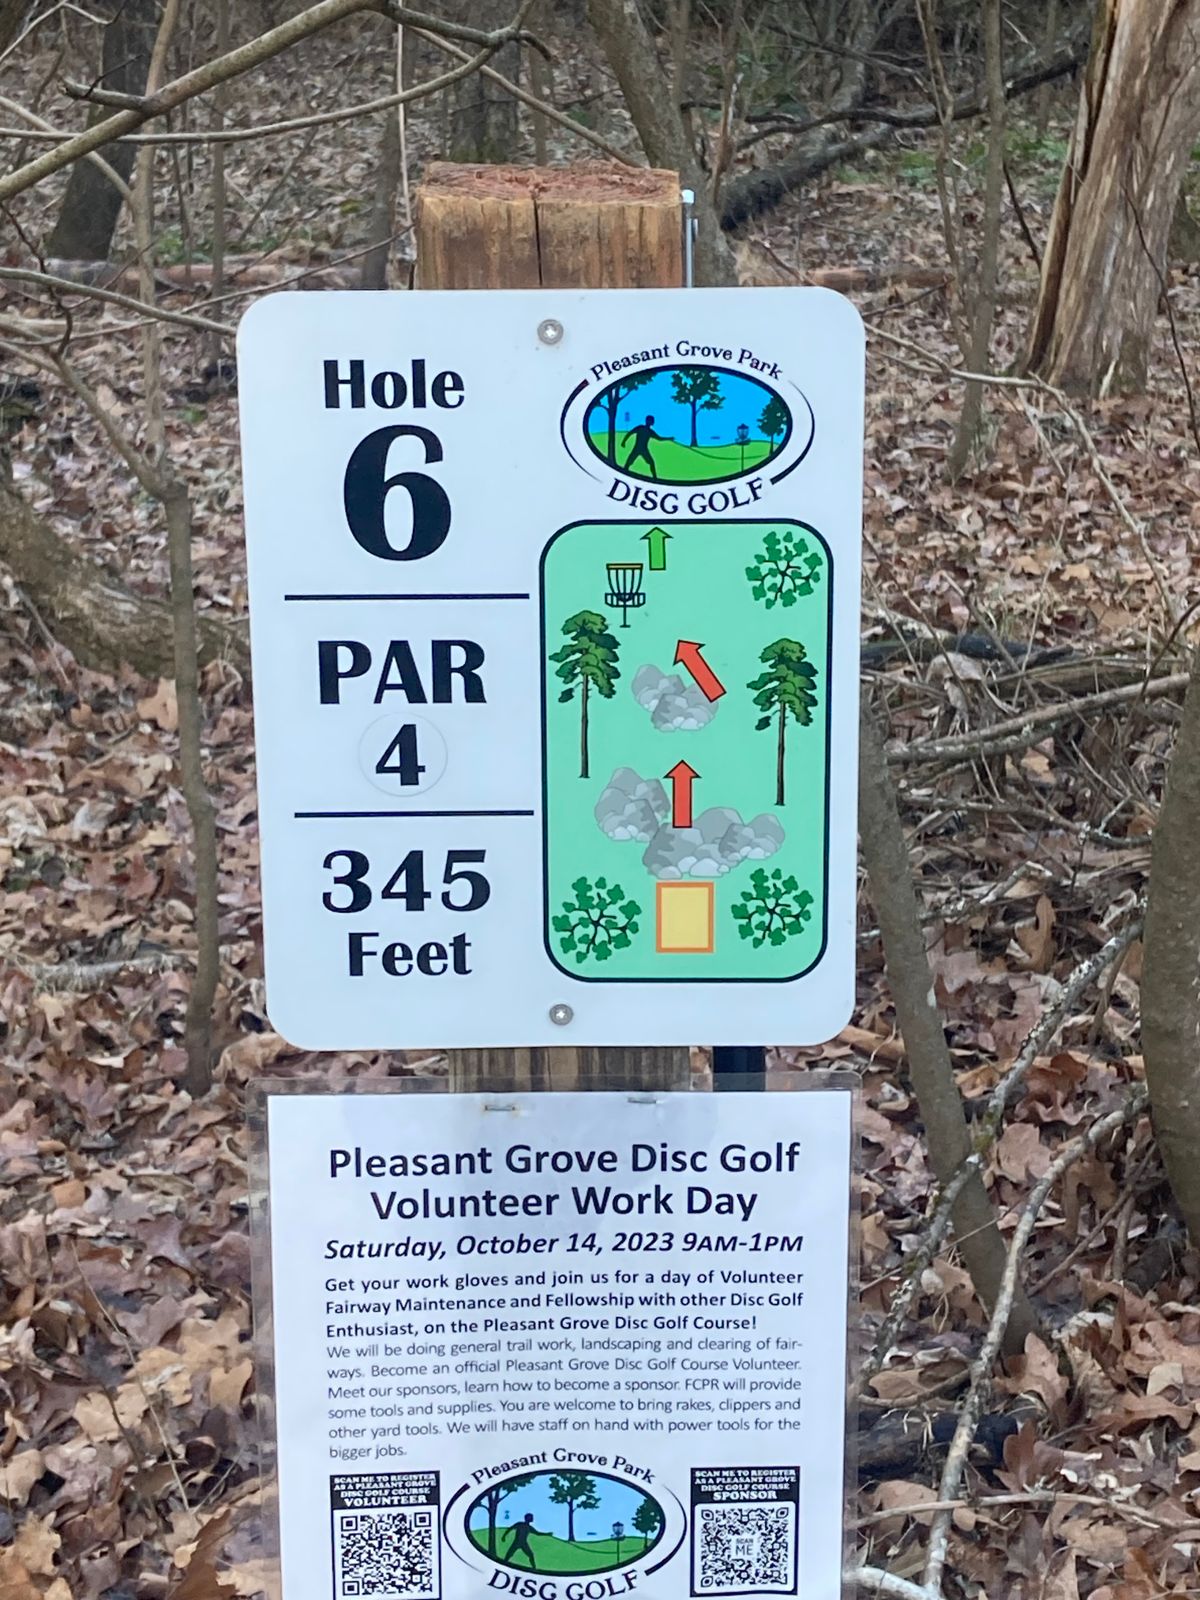 Hole
6
PAR
4
345
Feet
Pleasant Grove Park
DISC GOLF
Pleasant Grove Disc Golf
Volunteer Work Day
Saturday, October 14, 2023 9AM-1PM
Get your work gloves and join us for a day of Volunteer
Fairway Maintenance and Fellowship with other Disc Golf
Enthusiast, on the Pleasant Grove Disc Golf Course!
We will be doing general trail work, landscaping and clearing of fair-
ways. Become an official Pleasant Grove Disc Golf Course Volunteer.
Meet our sponsors, learn how to become a sponsor. FCPR will provide
some tools and supplies. You are welcome to bring rakes, clippers and
other yard tools. We will have staff on hand with power tools for the
bigger jobs.
SCAN ME TO REGISTER
AS A PLEASANT GROVE
DISC GOLF COURSE
VOLUNTEER
Pleasant Grove Park
DISC GOLF
SCAN ME TO REGISTER
AS A PLEASANT GROVE
DISC GOLF COURSE
SPONSOR
SCAN
ME